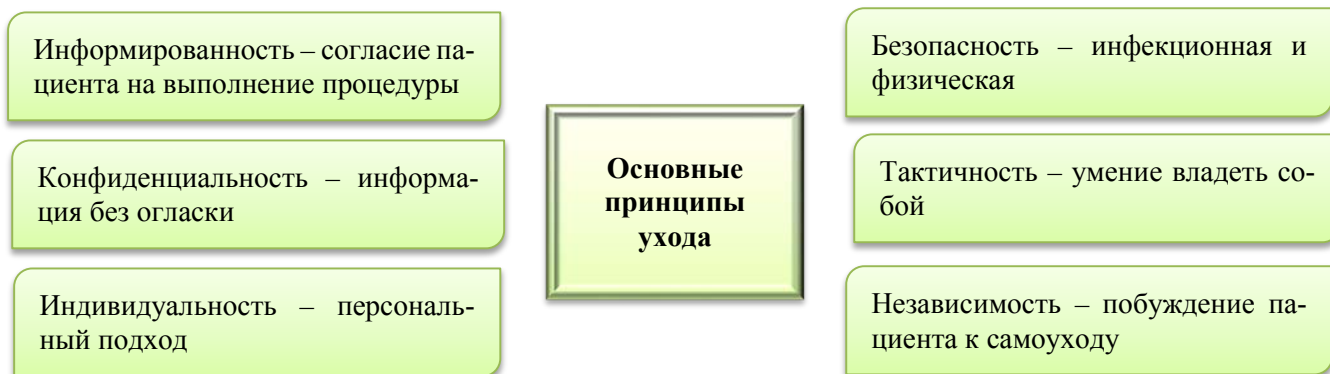 Информированность – согласие па-
циента на выполнение процедуры
Конфиденциальность – информа-
ция без огласки
Индивидуальность – персональ-
ный подход
Основные
принципы
ухода
Безопасность – инфекционная и
физическая
Тактичность – умение владеть со-
бой
Независимость – побуждение па-
циента к самоуходу